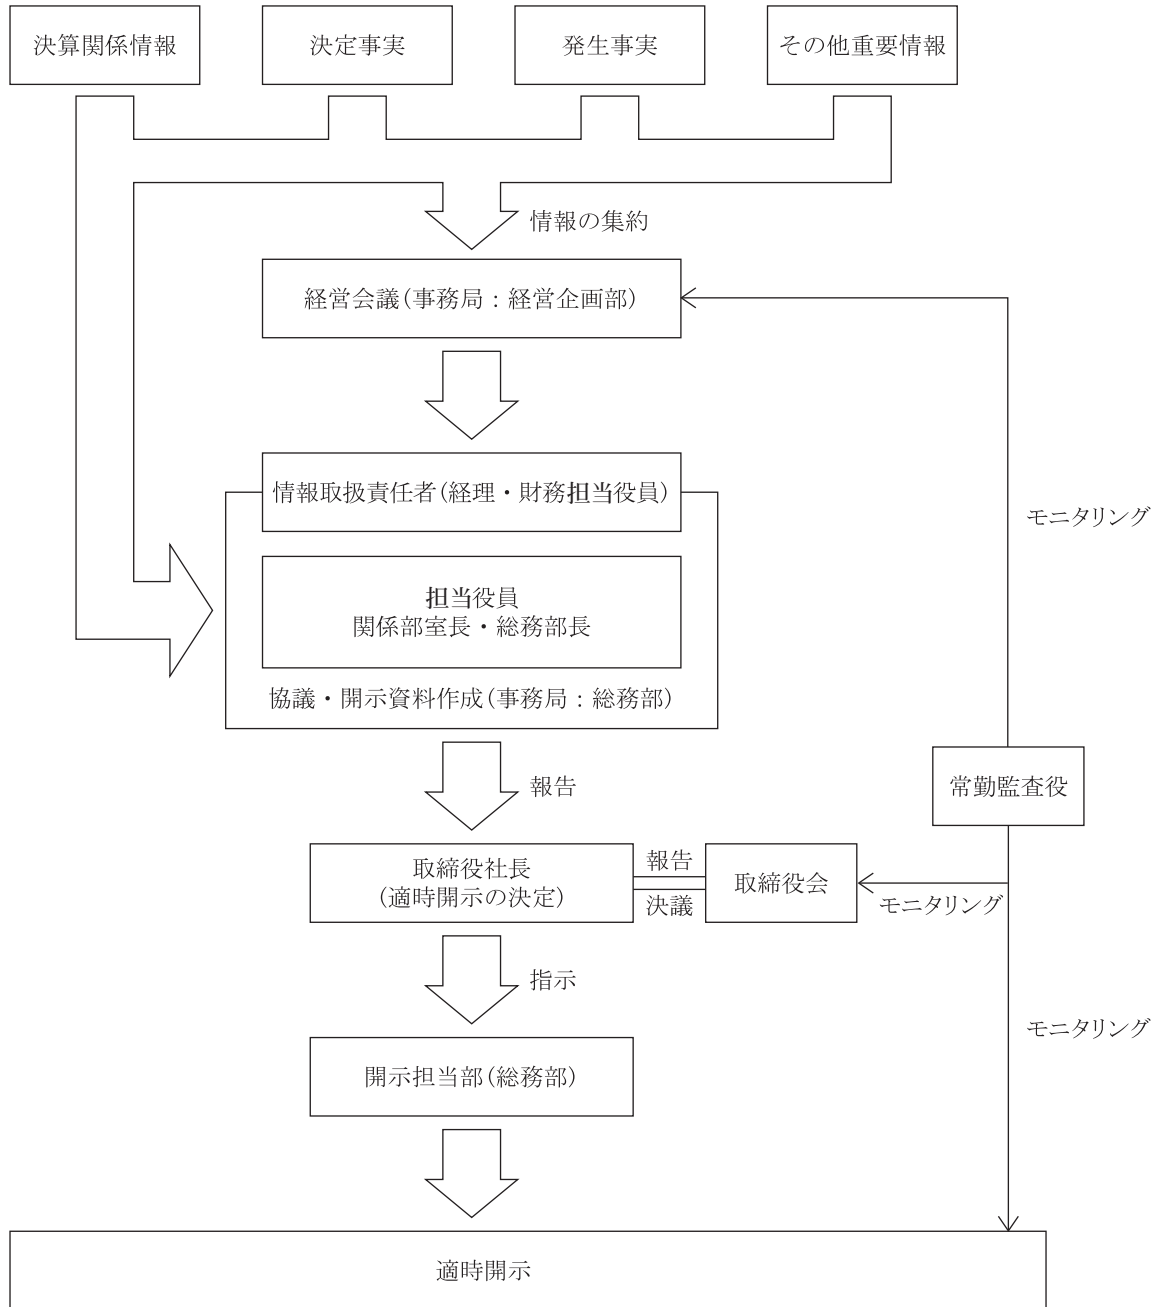 決算関係情報
決定事実
発生事実
その他重要情報
情報の集約
経営会議(事務局：経営企画部)
情報取扱責任者(経理・財務担当役員)
モニタリング
担当役員
関係部室長・総務部長
協議・開示資料作成(事務局：総務部)
報告
常勤監査役
取締役社長
(適時開示の決定)
報告
決議
取締役会
モニタリング
指示
モニタリング
開示担当部(総務部)
適時開示